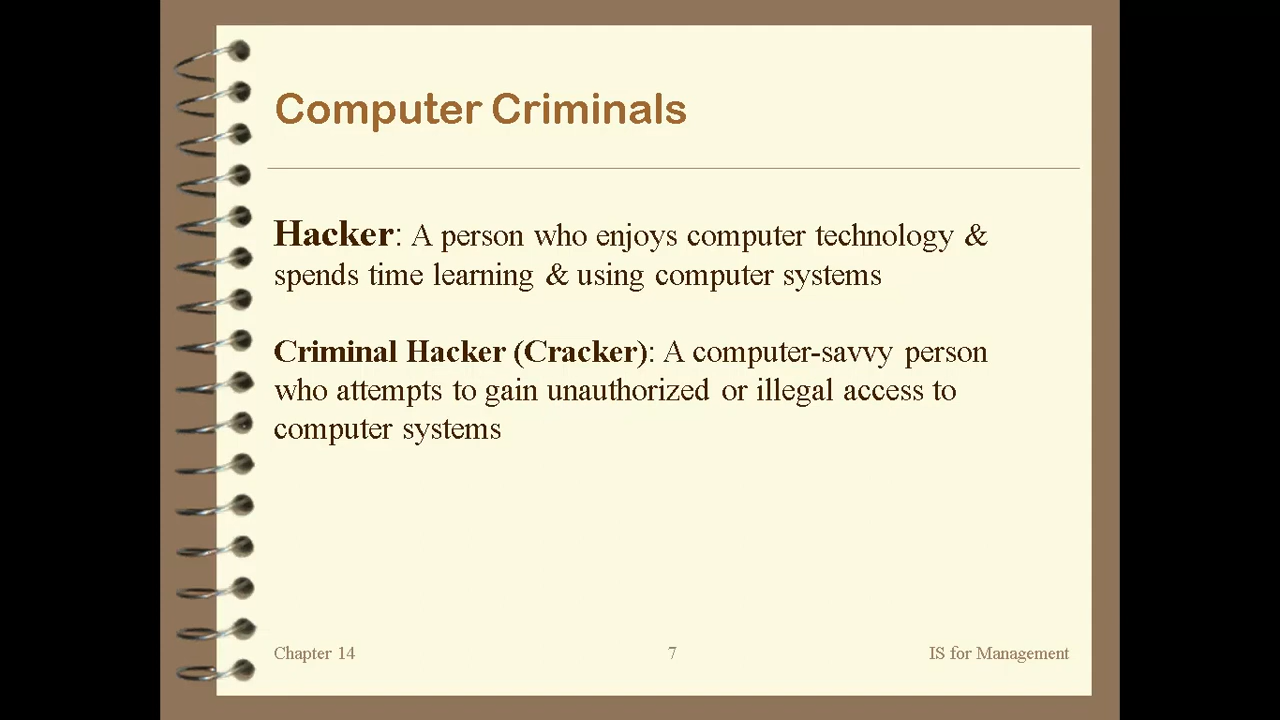 Computer Criminals
Hacker: A person who enjoys computer technology &
spends time learning & using computer systems
Criminal Hacker (Cracker): A computer-savvy person
who attempts to gain unauthorized or illegal access to
computer systems
Chapter 14
7
IS for Management